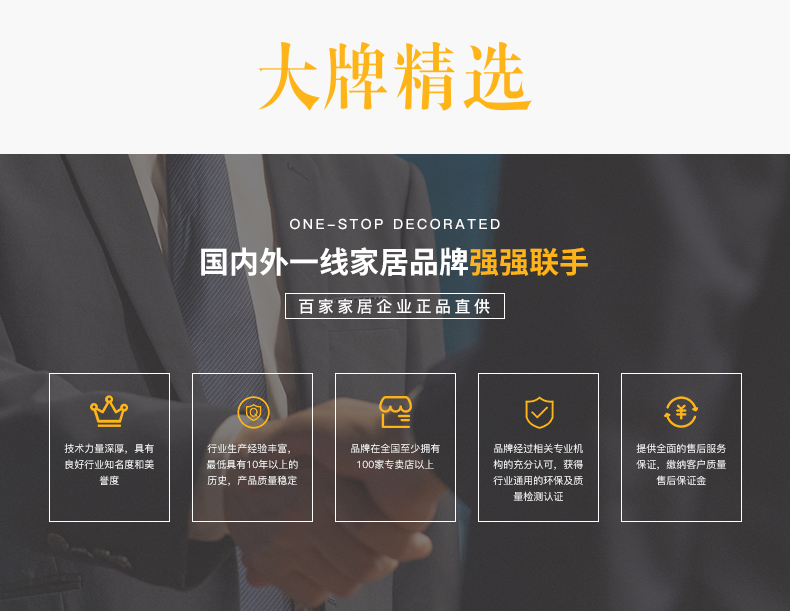 大牌精选
ONE-STOP DECORATED
国内外一线家居品牌强强联手
百家家居企业正品直供
技术力量深厚，具有
良好行业知名度和美
誉度
行业生产经验丰富，
最低具有10年以上的
历史，产品质量稳定
品牌在全国至少拥有
100家专卖店以上
品牌经过相关专业机
构的充分认可，获得
行业通用的环保及质
量检测认证
提供全面的售后服务
保证，缴纳客户质量
售后保证金